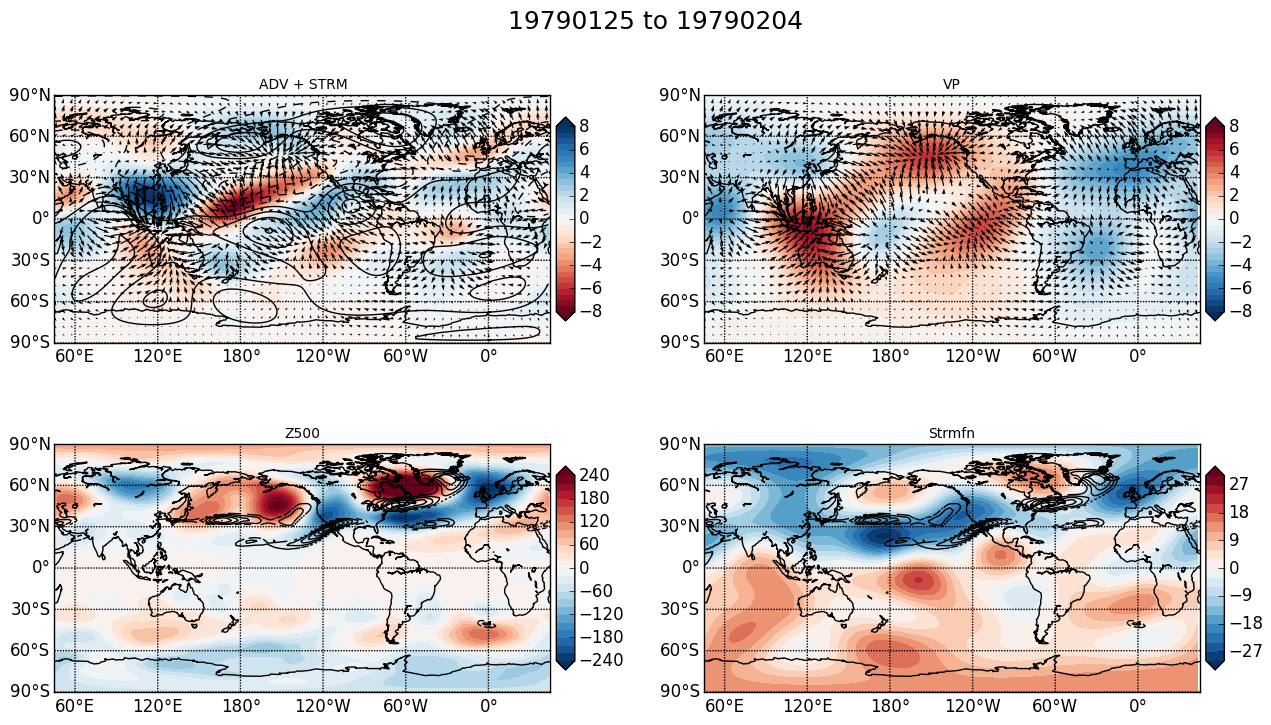 19790125 to 19790204
ADV + STRM
90°N
60°N
30°N
0°
30°S
60°S
90°S
60°E 120°E 180° 120°W 60°W 0°
8
6
4
2
0
−2
−4
−6
−8
VP
90°N
60°N
30°N
0°
30°S
60°S
90°S
60°E 120°E 180° 120°W 60°W 0°
8
6
4
2
0
−2
−4
−6
−8
Z500
90°N
60°N
30°N
0°
30°S
60°S
90°S
60°E 120°E 180° 120°W 60°W 0°
240
180
120
60
0
−60
−120
−180
−240
Strmfn
90°N
60°N
30°N
0°
30°S
60°S
90°S
60°E 120°E 180° 120°W 60°W 0°
27
18
9
0
−9
−18
−27